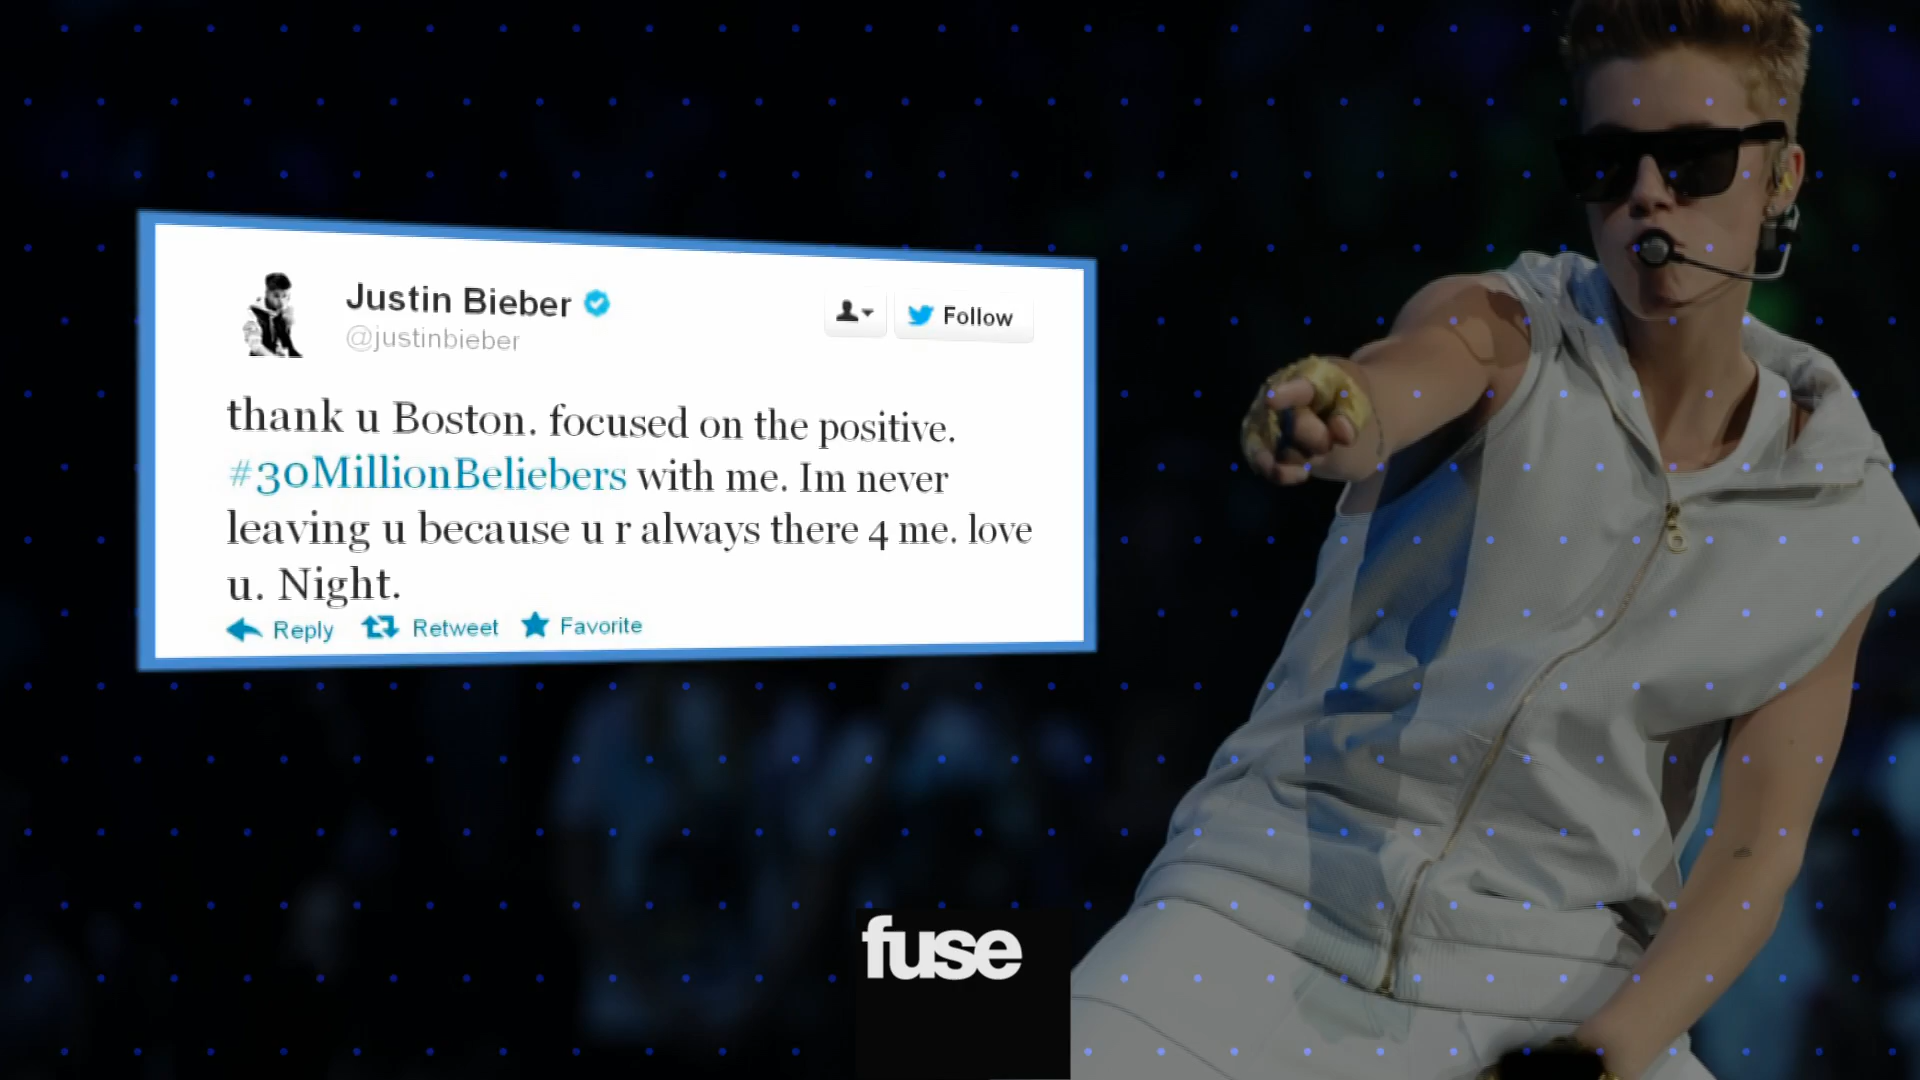 Justin Bieber
@justinbieber
Follow
thank u Boston. focused on the positive.
#30MillionBeliebers with me. Im never
leaving u because u r always there 4 me. love
u. Night.
Reply Retweet Favorite
fuse